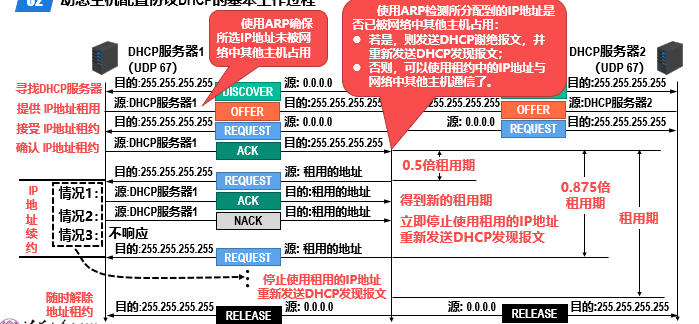 02 动态主机配置协议DHCP的基本工作过程
使用ARP确保
所选IP地址未被网
络中其他主机占用
使用ARP检测所分配到的IP地址是
否已被网络中其他主机占用：
若是，则发送DHCP谢绝报文，并
重新发送DHCP发现报文；
否则，可以使用租约中的IP地址与
网络中其他主机通信了。
DHCP服务器1
（UDP 67）
DHCP服务器2
（UDP 67）
寻找DHCP服务器
目的:255.255.255.255 源: 0.0.0.0
DISCOVER
提供 IP地址租用
源:DHCP服务器1 OFFER 目的:255.255.255.255 目的:255.255.255.255 OFFER 源:DHCP服务器2
接受 IP地址租约
目的:255.255.255.255 REQUEST 源: 0.0.0.0 源: 0.0.0.0 REQUEST 目的:255.255.255.255
确认 IP地址租约
源:DHCP服务器1 ACK 目的:255.255.255.255
目的:255.255.255.255 REQUEST 源: 租用的地址
0.5倍租用期
0.875倍
租用期
租用期
IP
地
址
续
约
情况1:
源:DHCP服务器1 ACK 目的:租用的地址
得到新的租用期
情况2:
源:DHCP服务器1 NACK 目的:租用的地址
立即停止使用租用的IP地址
重新发送DHCP发现报文
情况3: 不响应
目的:255.255.255.255 REQUEST 源: 租用的地址
停止使用租用的IP地址
重新发送DHCP发现报文
随时解除
地址租约
目的:255.255.255.255 RELEASE 源: 0.0.0.0 源: 0.0.0.0 RELEASE 目的:255.255.255.255